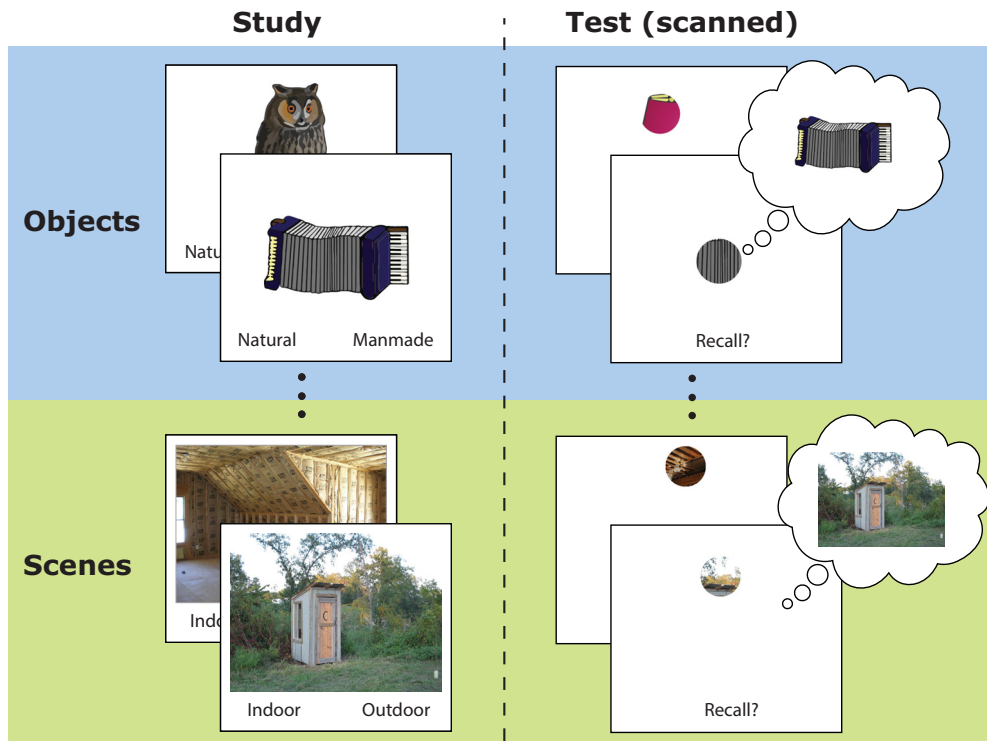 Study
Test (scanned)
Objects
Natu
Natural Manmade
Recall?
Scenes
Indo
C
Indoor Outdoor
Recall?